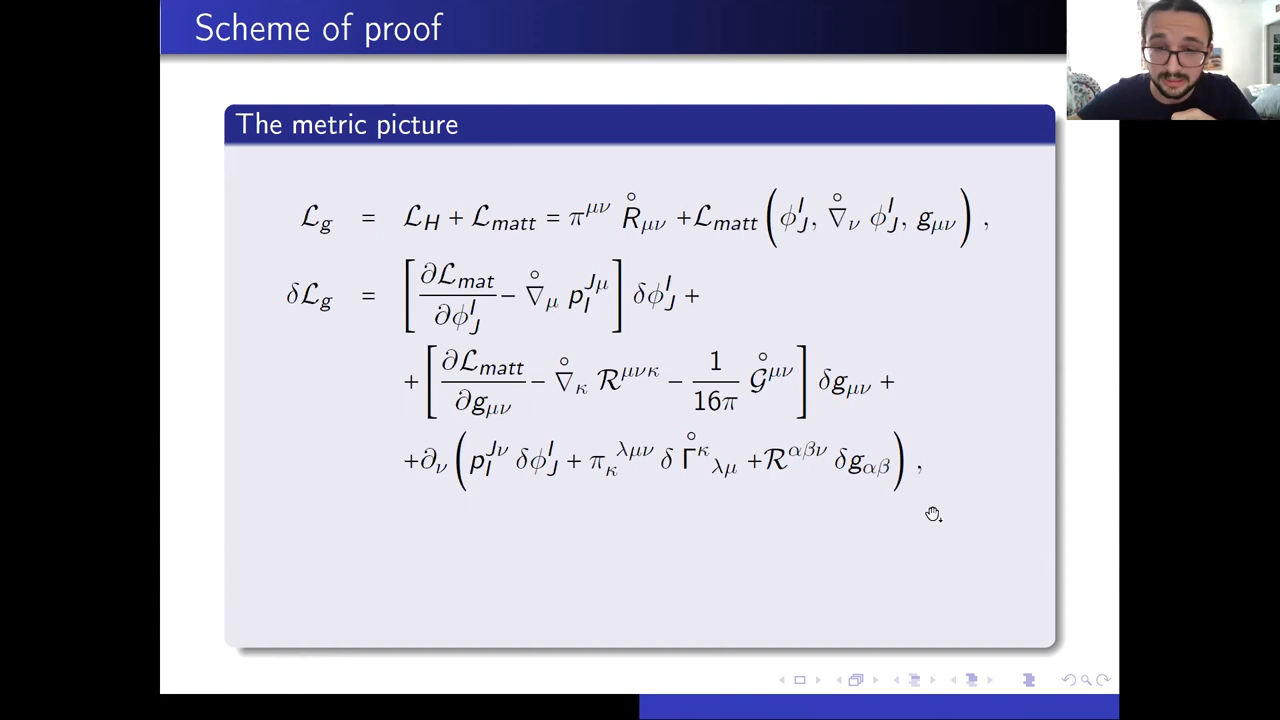 Scheme of proof
The metric picture
ℒ_g = ℒ_H + ℒ_matt = π^{μν} R̊_{μν} + ℒ_matt (φ^I_J, ∇̊_ν φ^I_J, g_{μν}) ,
δℒ_g = [∂ℒ_mat/∂φ^I_J − ∇̊_μ p_I^{Jμ}] δφ^I_J +
+ [∂ℒ_matt/∂g_{μν} − ∇̊_κ ℛ^{μνκ} − 1/16π 𝒢̊^{μν}] δg_{μν} +
+∂_ν (p_I^{Jν} δφ^I_J + π_κ^{λμν} δ Γ̊^κ_{λμ} + ℛ^{αβν} δg_{αβ}) ,